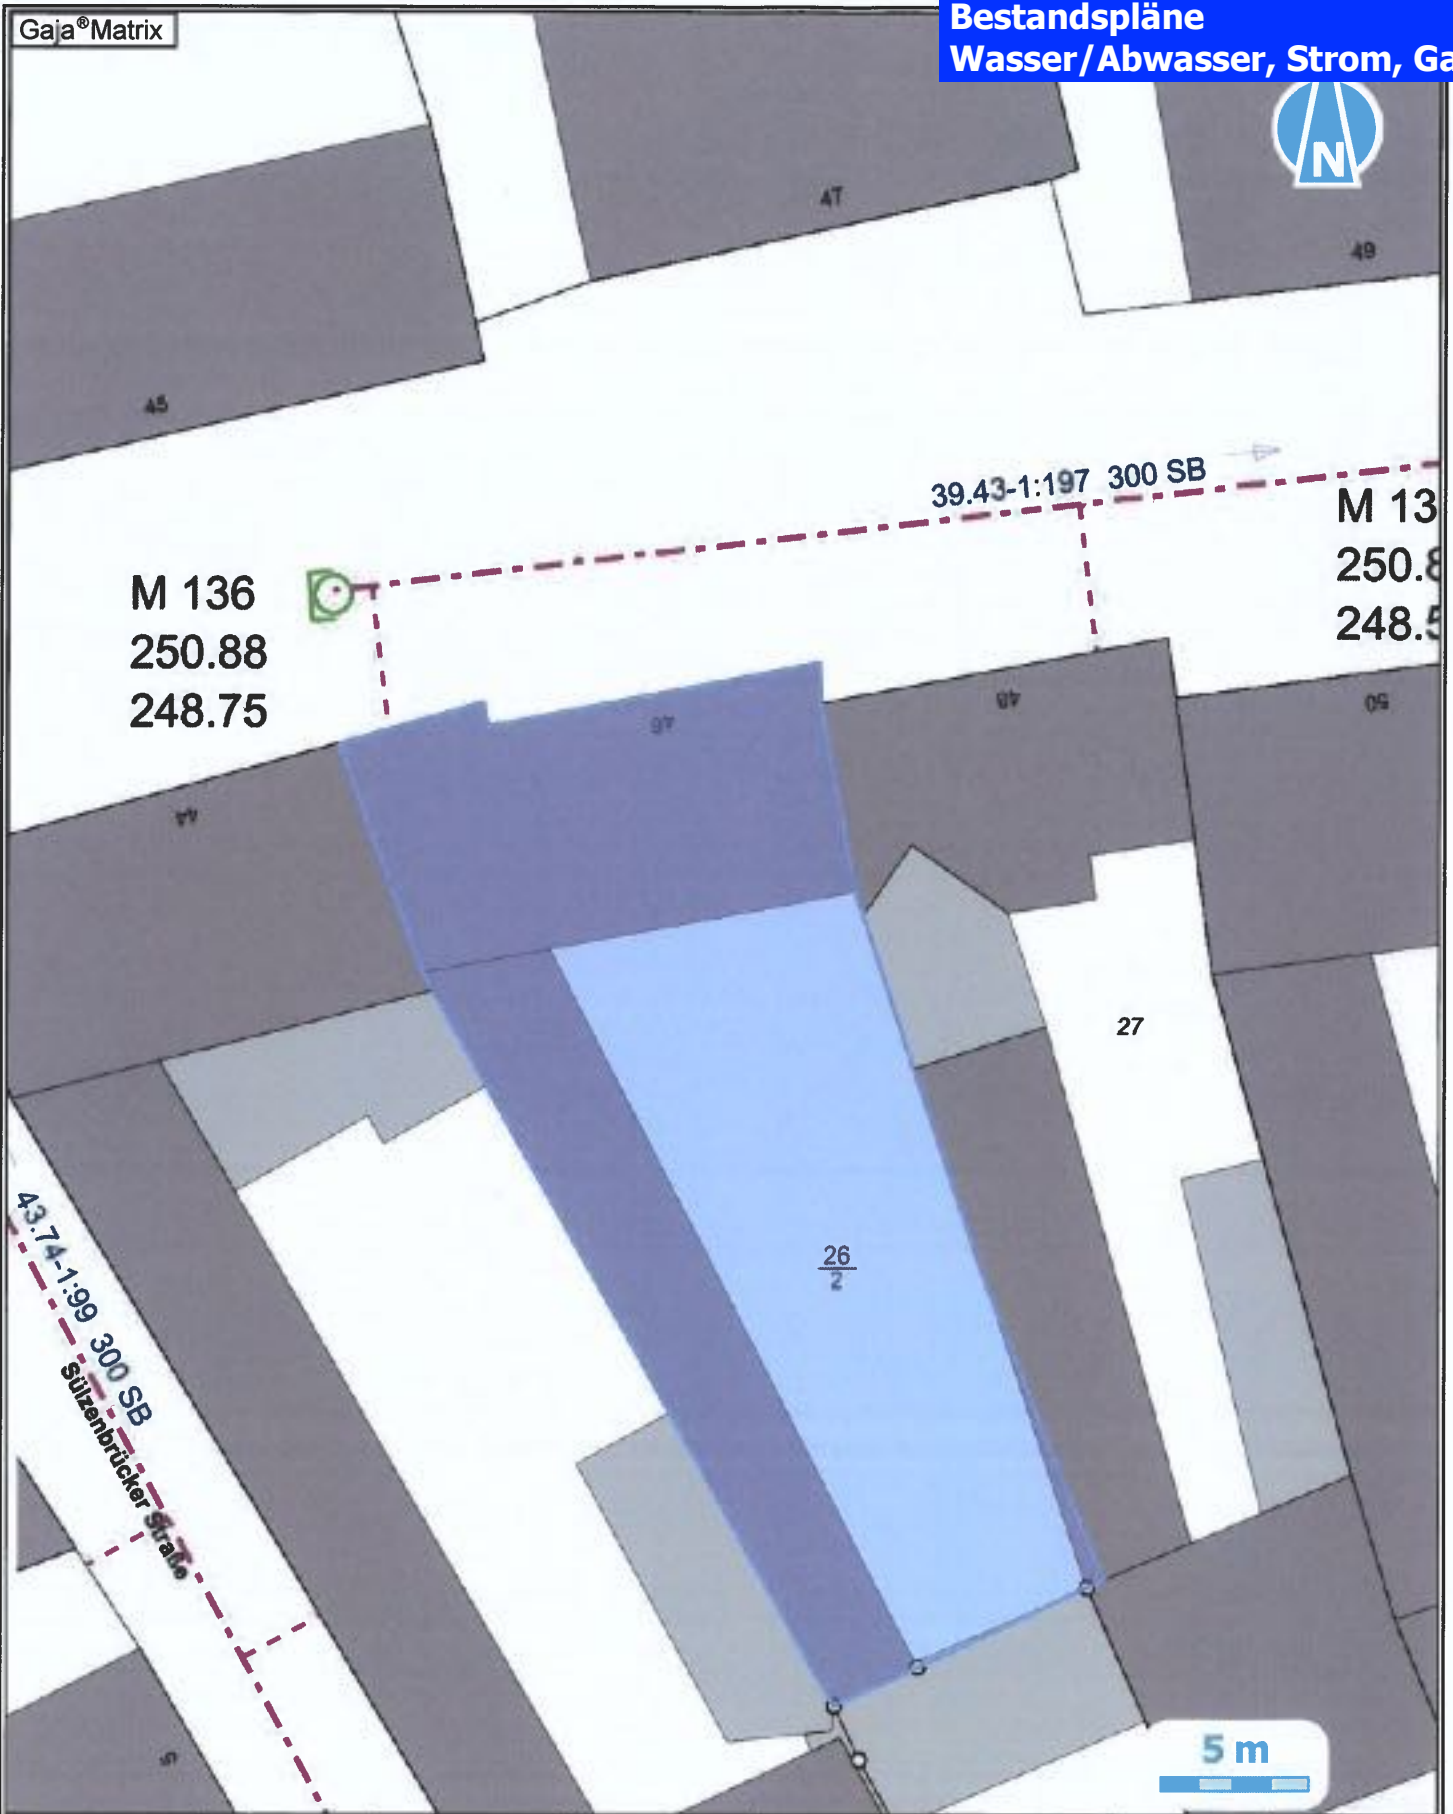 Gaja®Matrix
Bestandspläne
Wasser/Abwasser, Strom, Ga
N
47
49
45
39.43-1:197 300 SB
M 13
250.8
248.5
M 136
250.88
248.75
46
48
50
44
27
26
2
43.74-1:99 300 SB
Sülzenbrücker Straße
5
5 m